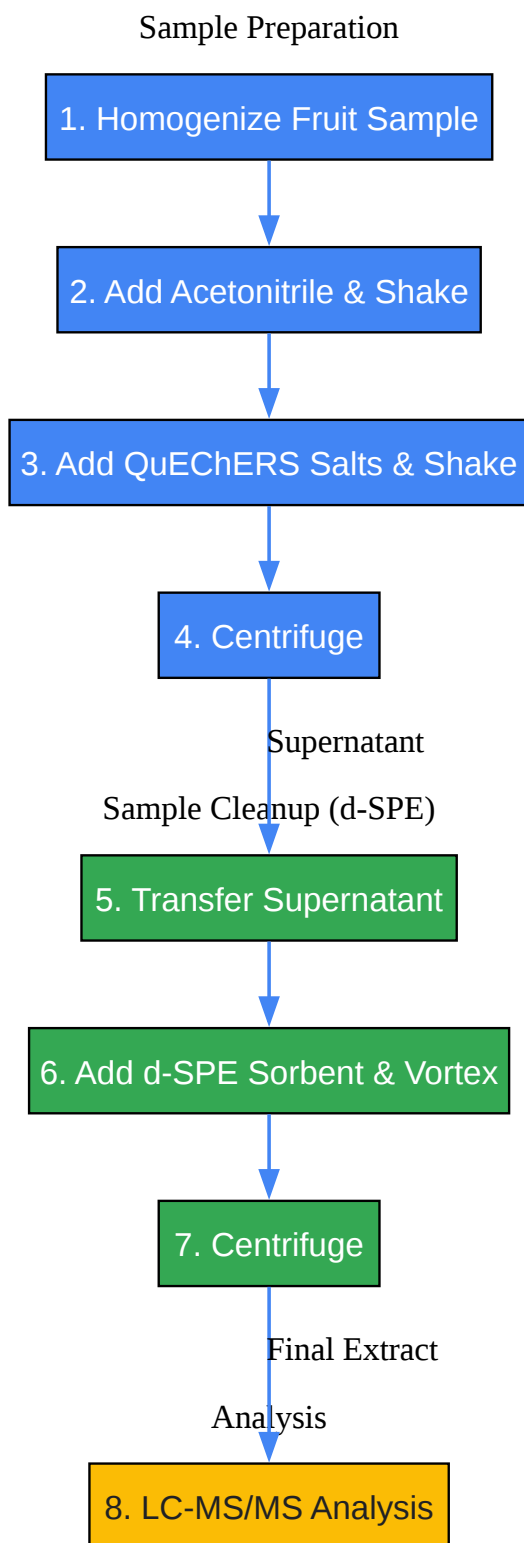 Sample Preparation
1. Homogenize Fruit Sample
2. Add Acetonitrile & Shake
3. Add QuEChERS Salts & Shake
4. Centrifuge
Supernatant
Sample Cleanup (d-SPE)
5. Transfer Supernatant
6. Add d-SPE Sorbent & Vortex
7. Centrifuge
Final Extract
Analysis
8. LC-MS/MS Analysis